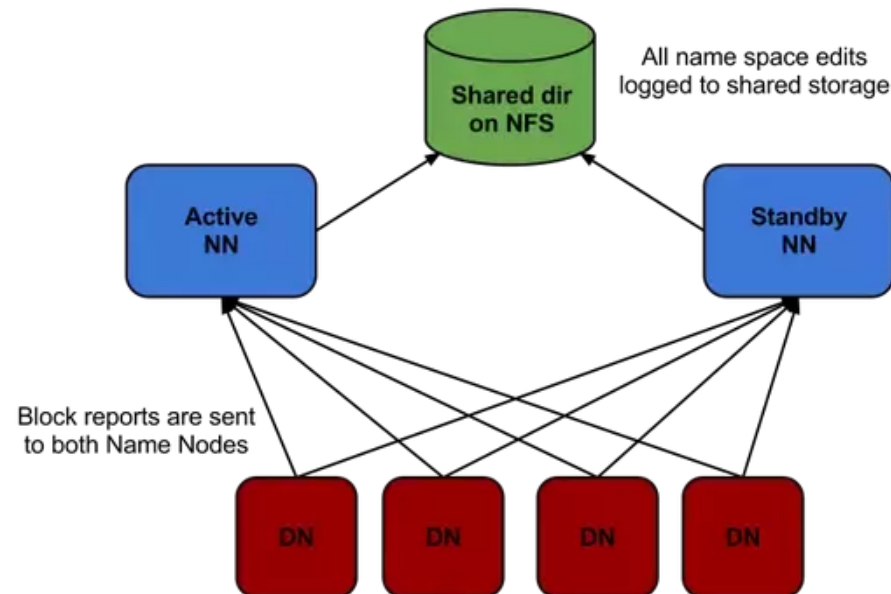 Shared dir
on NFS
All name space edits
logged to shared storage
Active
NN
Standby
NN
Block reports are sent
to both Name Nodes
DN
DN
DN
DN